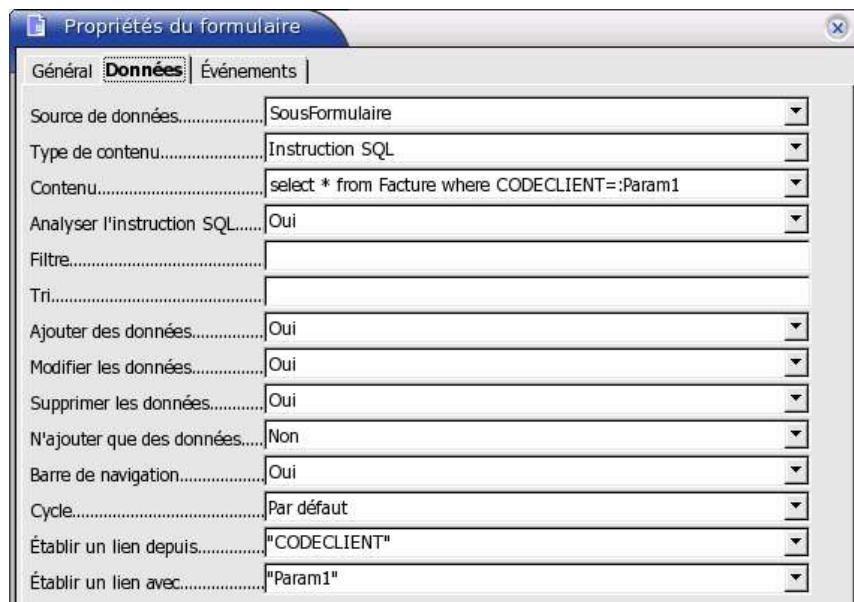 Propriétés du formulaire
Général Données Événements
Source de données................... SousFormulaire
Type de contenu...................... Instruction SQL
Contenu................................... select * from Facture where CODECLIENT=:Param1
Analyser l'instruction SQL...... Oui
Filtre...........................................
Tri..............................................
Ajouter des données............... Oui
Modifier les données............... Oui
Supprimer les données............ Oui
N'ajouter que des données..... Non
Barre de navigation................. Oui
Cycle........................................ Par défaut
Établir un lien depuis.............. "CODECLIENT"
Établir un lien avec.................. "Param1"